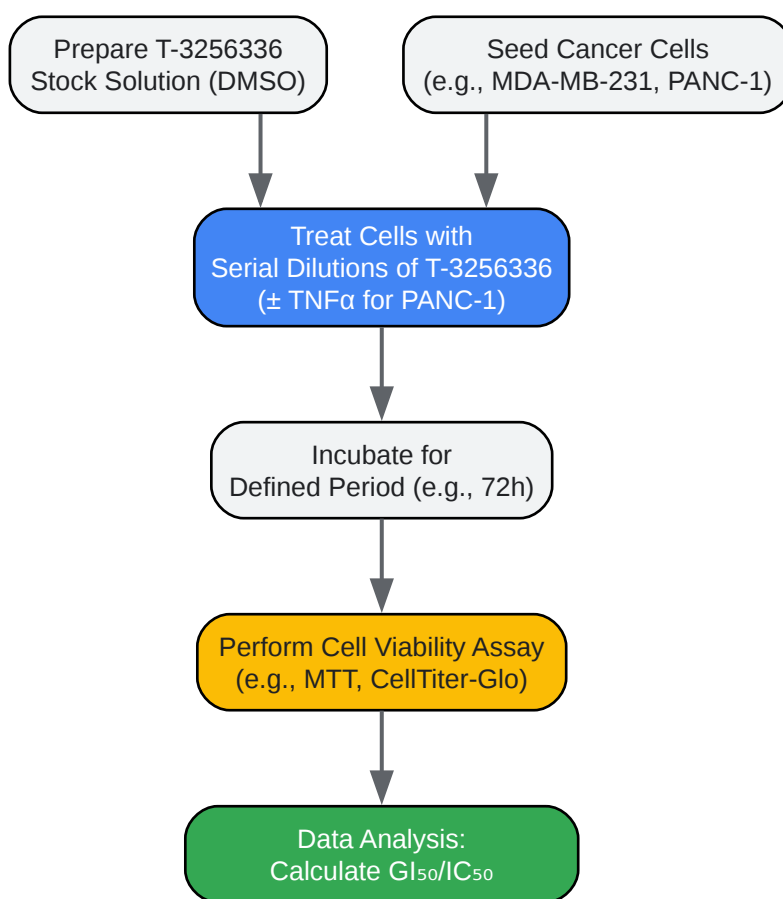 Prepare T-3256336
Stock Solution (DMSO)
Seed Cancer Cells
(e.g., MDA-MB-231, PANC-1)
Treat Cells with
Serial Dilutions of T-3256336
(± TNFα for PANC-1)
Incubate for
Defined Period (e.g., 72h)
Perform Cell Viability Assay
(e.g., MTT, CellTiter-Glo)
Data Analysis:
Calculate GI₅₀/IC₅₀